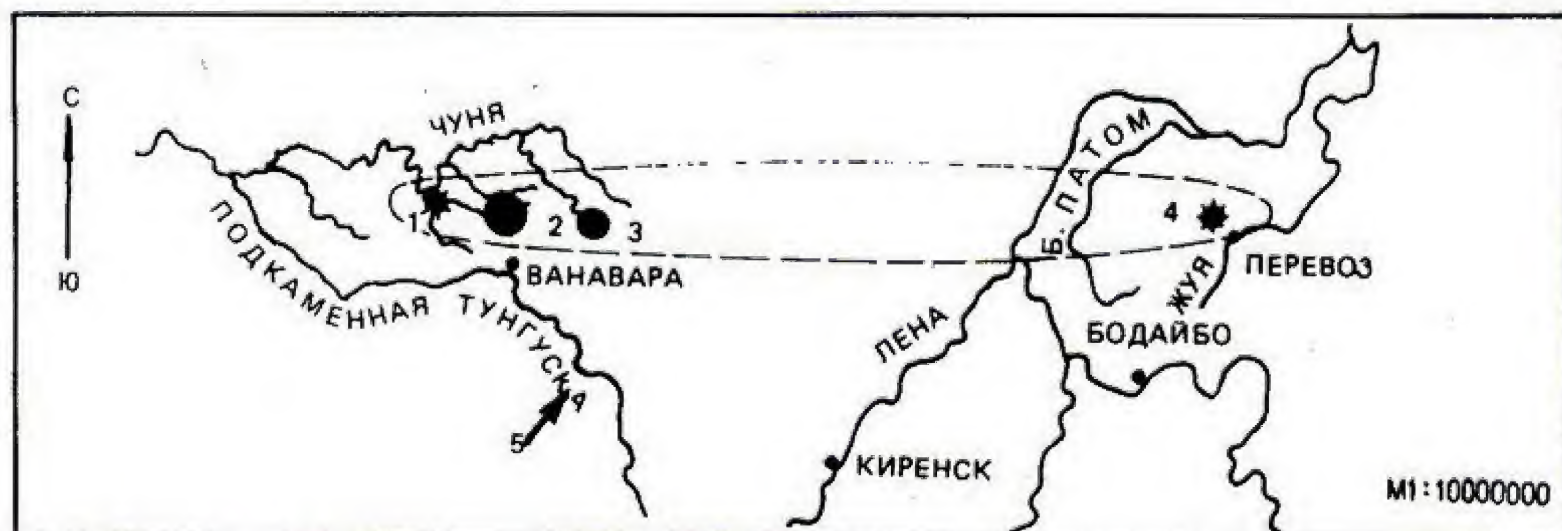 С
Ю
ЧУНЯ
1
2
3
ВАНАВАРА
ПОДКАМЕННАЯ ТУНГУСКА
5
ЛЕНА
КИРЕНСК
Б. ПАТОМ
4
ЖУЯ
ПЕРЕВОЗ
БОДАЙБО
М1:10000000